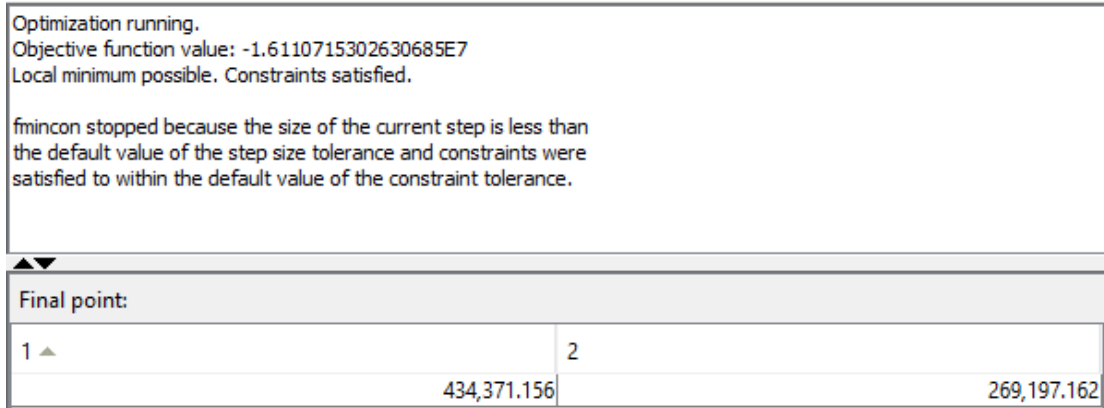 Optimization running.
Objective function value: -1.6110715302630685E7
Local minimum possible. Constraints satisfied.
fmincon stopped because the size of the current step is less than
the default value of the step size tolerance and constraints were
satisfied to within the default value of the constraint tolerance.
Final point:
1 2
434,371.156 269,197.162